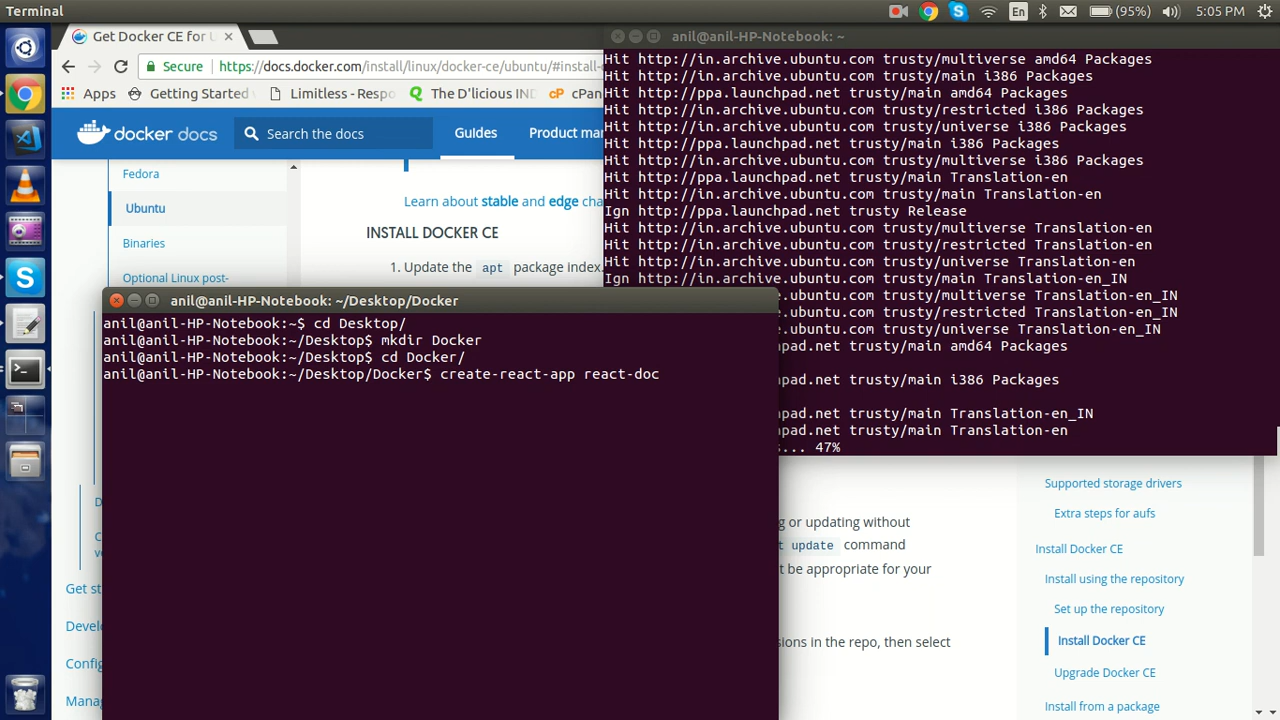 Terminal
En
(95%)
5:05 PM
Get Docker CE for U
Secure
https://docs.docker.com/install/linux/docker-ce/ubuntu/#install-
Apps
Getting Started
Limitless - Respo
The D'licious IND
cPan
docker docs
Search the docs
Guides
Product ma
Fedora
Ubuntu
Binaries
Optional Linux post-
Learn about stable and edge cha
INSTALL DOCKER CE
1. Update the apt package index.
anil@anil-HP-Notebook: ~
Hit http://in.archive.ubuntu.com trusty/multiverse amd64 Packages
Hit http://in.archive.ubuntu.com trusty/main i386 Packages
Hit http://ppa.launchpad.net trusty/main amd64 Packages
Hit http://in.archive.ubuntu.com trusty/restricted i386 Packages
Hit http://in.archive.ubuntu.com trusty/universe i386 Packages
Hit http://ppa.launchpad.net trusty/main i386 Packages
Hit http://in.archive.ubuntu.com trusty/multiverse i386 Packages
Hit http://ppa.launchpad.net trusty/main Translation-en
Hit http://in.archive.ubuntu.com trusty/main Translation-en
Ign http://ppa.launchpad.net trusty Release
Hit http://in.archive.ubuntu.com trusty/multiverse Translation-en
Hit http://in.archive.ubuntu.com trusty/restricted Translation-en
Hit http://in.archive.ubuntu.com trusty/universe Translation-en
Ign http://in.archive.ubuntu.com trusty/main Translation-en_IN
in.archive.ubuntu.com trusty/multiverse Translation-en_IN
in.archive.ubuntu.com trusty/restricted Translation-en_IN
in.archive.ubuntu.com trusty/universe Translation-en_IN
pad.net trusty/main amd64 Packages
pad.net trusty/main i386 Packages
pad.net trusty/main Translation-en_IN
pad.net trusty/main Translation-en
s... 47%
anil@anil-HP-Notebook: ~/Desktop/Docker
anil@anil-HP-Notebook:~$ cd Desktop/
anil@anil-HP-Notebook:~/Desktop$ mkdir Docker
anil@anil-HP-Notebook:~/Desktop$ cd Docker/
anil@anil-HP-Notebook:~/Desktop/Docker$ create-react-app react-doc
D
C
v
Get st
Develo
Config
Manag
g or updating without
t update command
t be appropriate for your
sions in the repo, then select
Supported storage drivers
Extra steps for aufs
Install Docker CE
Install using the repository
Set up the repository
Install Docker CE
Upgrade Docker CE
Install from a package